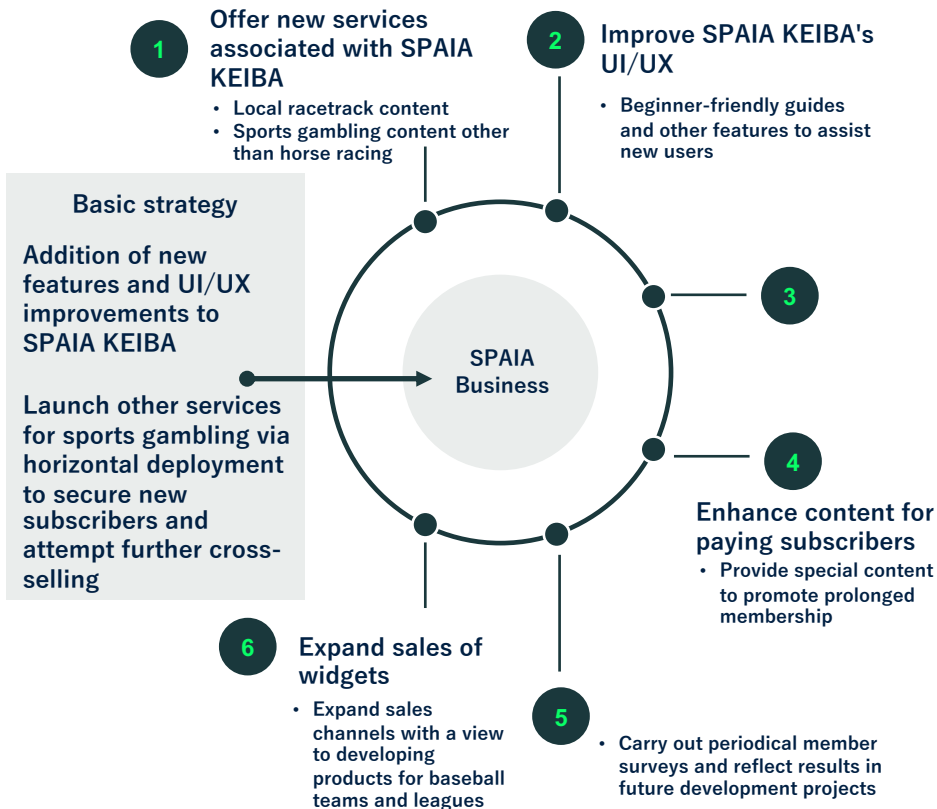 1
Offer new services
associated with SPAIA
KEIBA
• Local racetrack content
• Sports gambling content other
than horse racing
2
Improve SPAIA KEIBA's
UI/UX
• Beginner-friendly guides
and other features to assist
new users
Basic strategy
Addition of new
features and UI/UX
improvements to
SPAIA KEIBA
Launch other services
for sports gambling via
horizontal deployment
to secure new
subscribers and
attempt further cross-
selling
SPAIA
Business
3
4
Enhance content for
paying subscribers
• Provide special content
to promote prolonged
membership
5
• Carry out periodical member
surveys and reflect results in
future development projects
6
Expand sales of
widgets
• Expand sales
channels with a view
to developing
products for baseball
teams and leagues